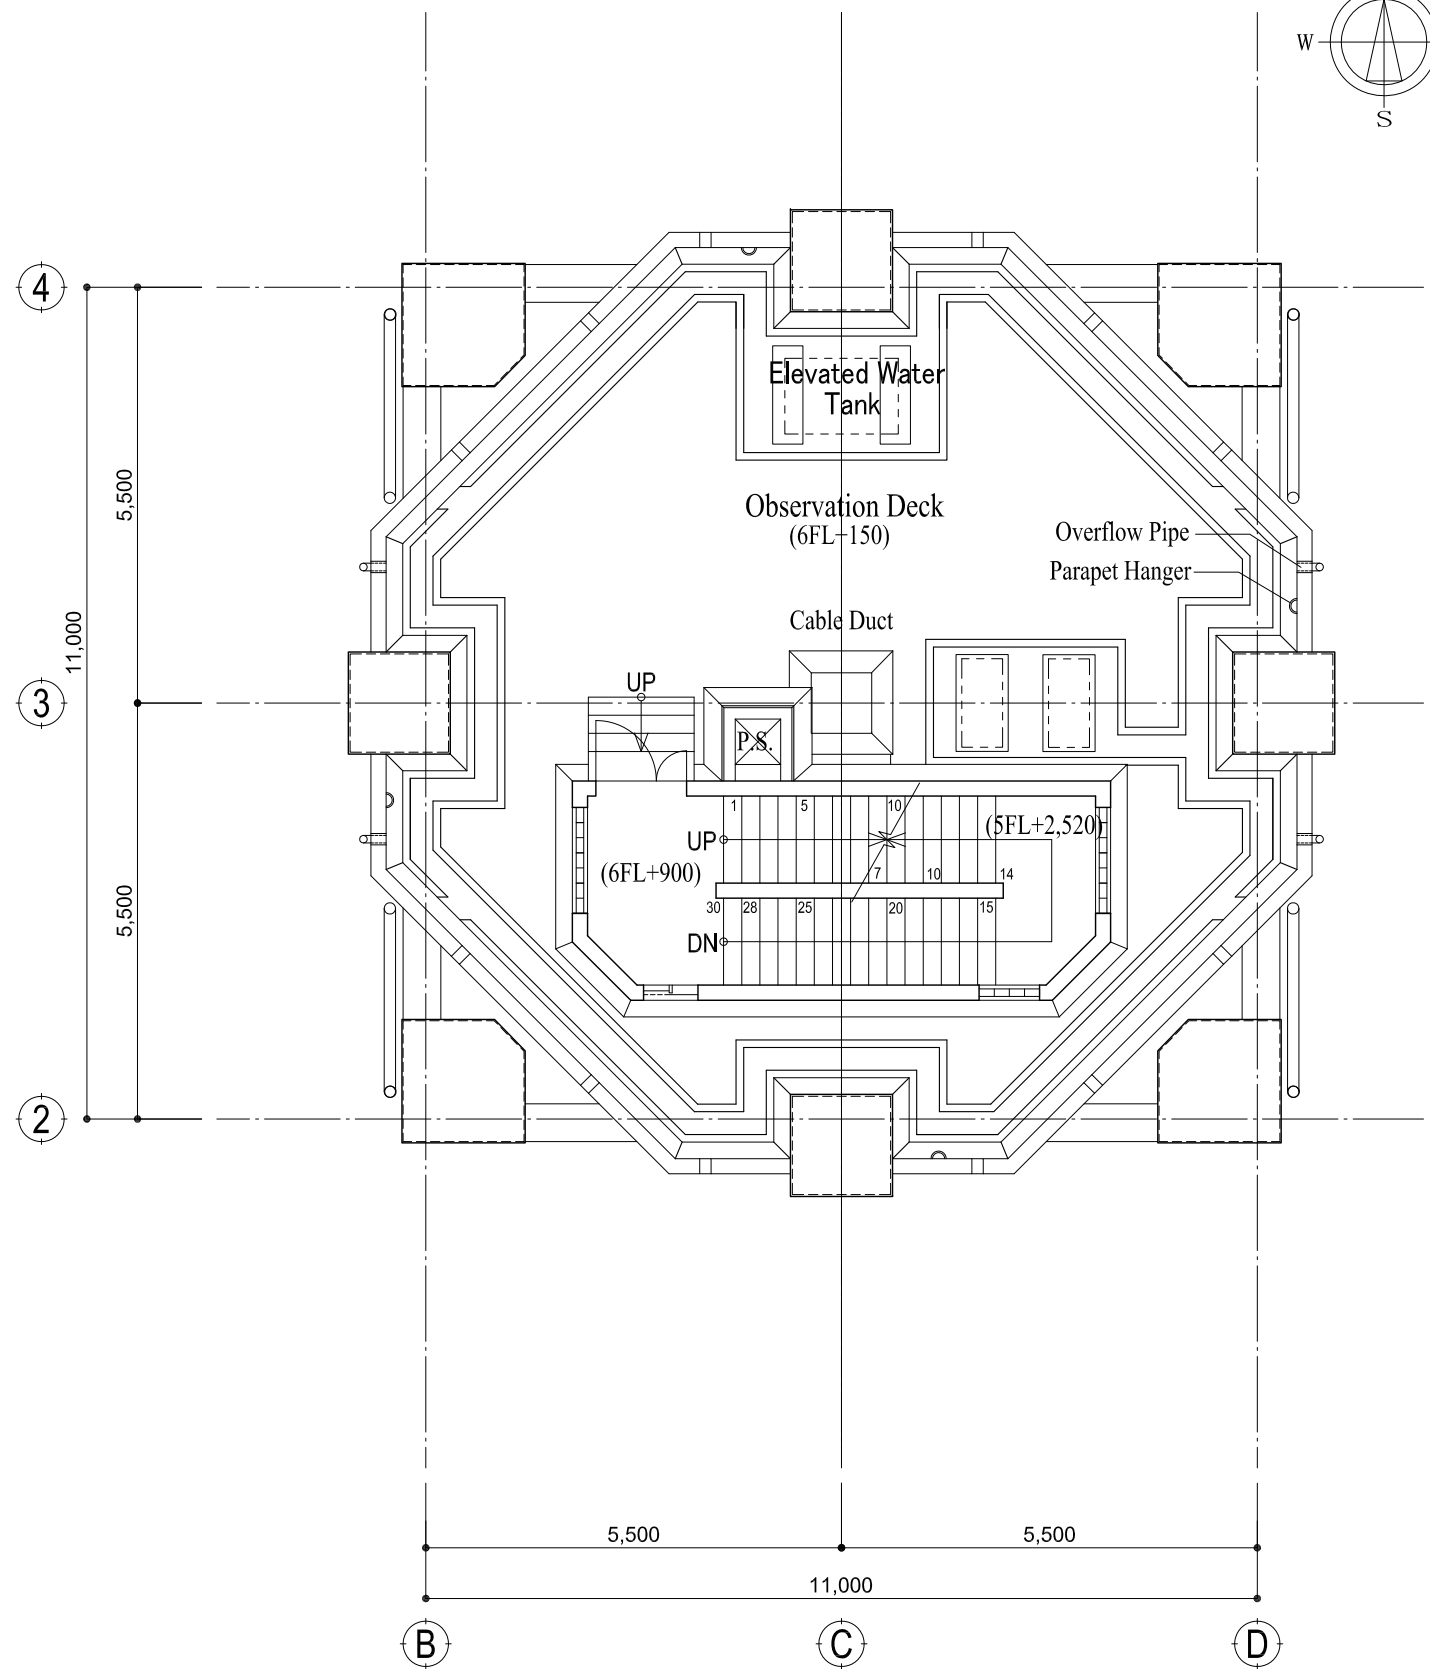 W
S
4
Elevated Water
Tank
5,500
Observation Deck
(6FL-150)
Overflow Pipe
Parapet Hanger
11,000
Cable Duct
UP
3
P.S.
1
5
10
(5FL+2,520)
UP
(6FL+900)
7
10
14
30
28
25
20
15
5,500
DN
2
5,500
5,500
11,000
B
C
D